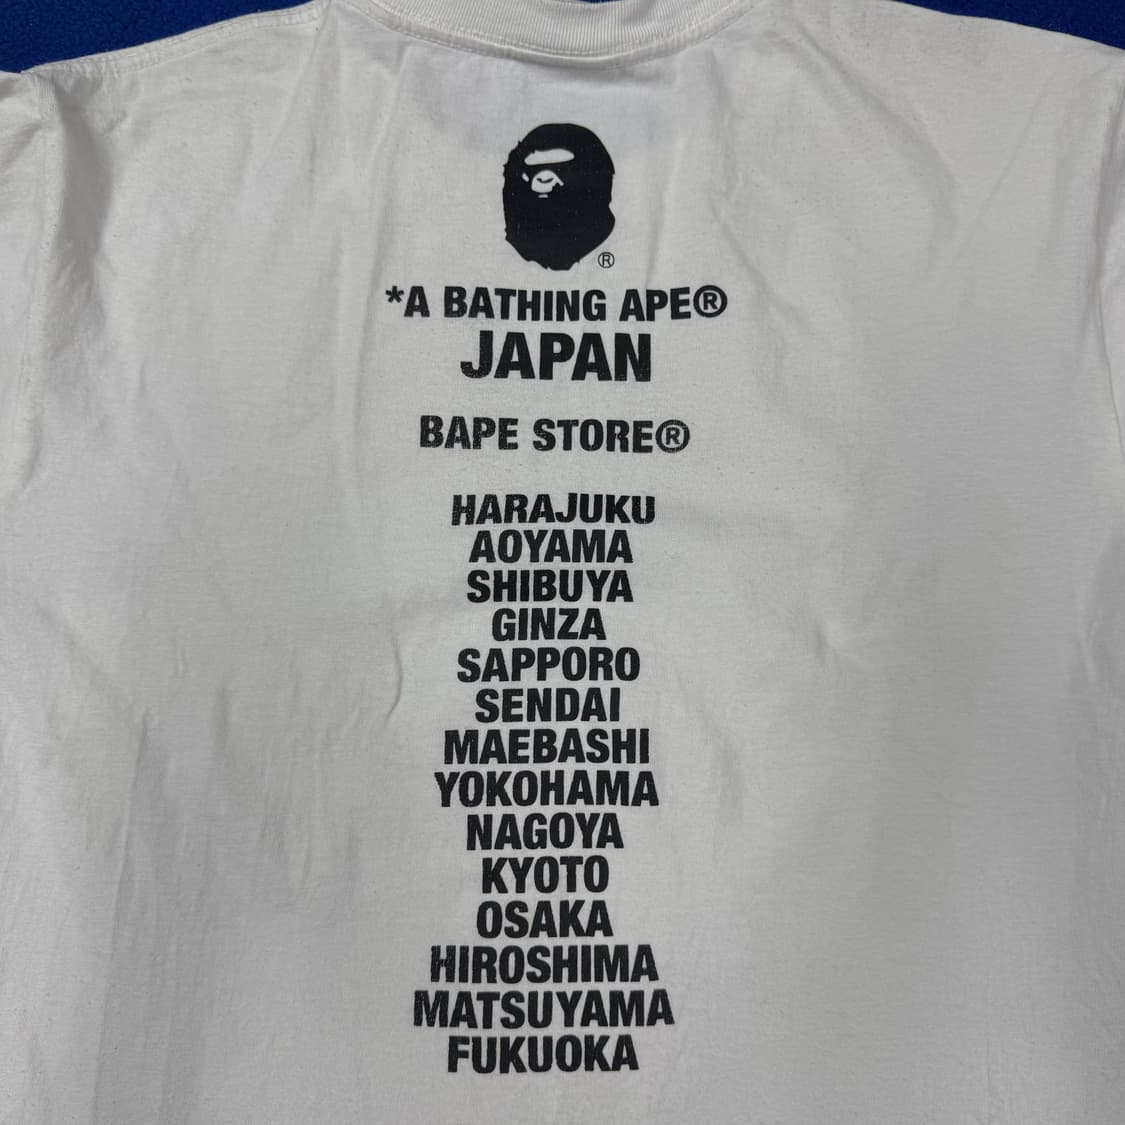 ®
*A BATHING APE®
JAPAN
BAPE STORE®
HARAJUKU
AOYAMA
SHIBUYA
GINZA
SAPPORO
SENDAI
MAEBASHI
YOKOHAMA
NAGOYA
KYOTO
OSAKA
HIROSHIMA
MATSUYAMA
FUKUOKA